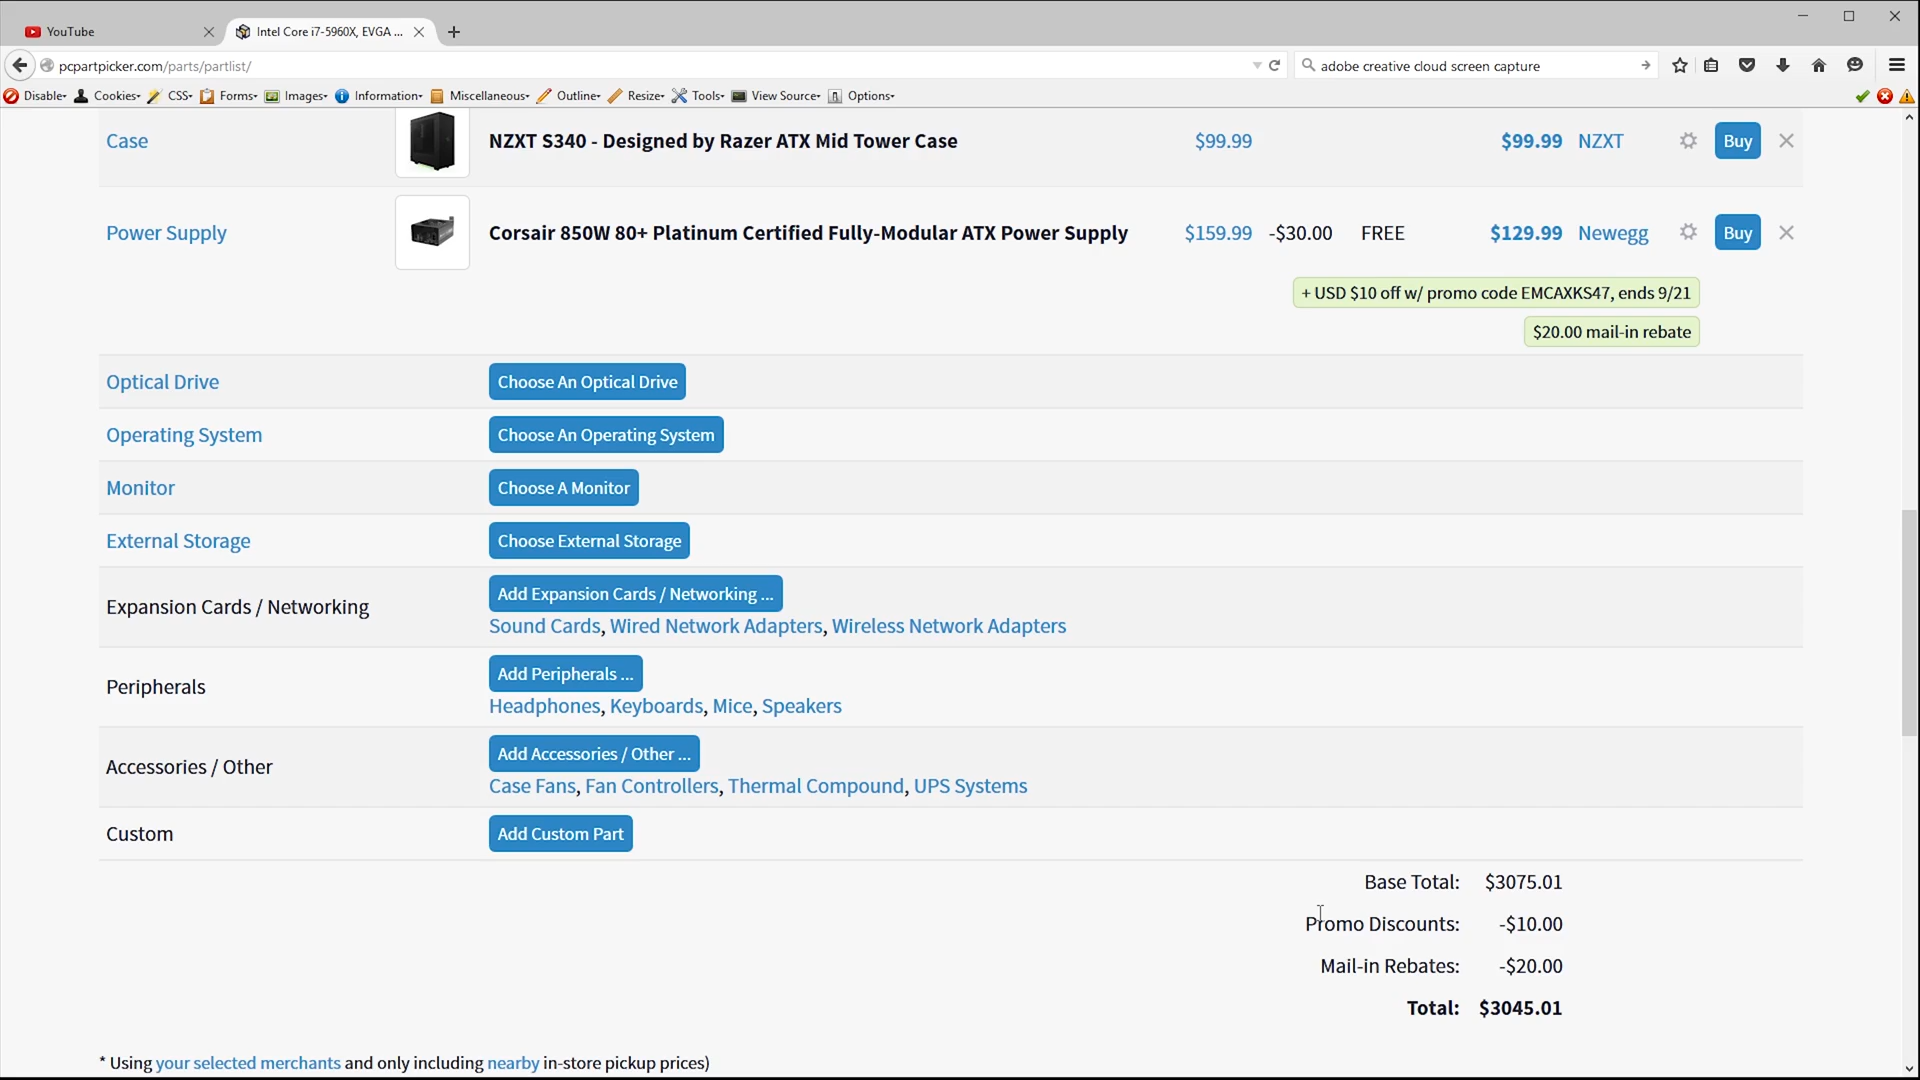 YouTube
Intel Core i7-5960X, EVGA ...
pcpartpicker.com/parts/partlist/
adobe creative cloud screen capture
Disable Cookies CSS Forms Images Information Miscellaneous Outline Resize Tools View Source Options
Case NZXT S340 - Designed by Razer ATX Mid Tower Case $99.99 $99.99 NZXT Buy
Power Supply Corsair 850W 80+ Platinum Certified Fully-Modular ATX Power Supply $159.99 -$30.00 FREE $129.99 Newegg Buy
+ USD $10 off w/ promo code EMCAXKS47, ends 9/21
$20.00 mail-in rebate
Optical Drive Choose An Optical Drive
Operating System Choose An Operating System
Monitor Choose A Monitor
External Storage Choose External Storage
Expansion Cards / Networking Add Expansion Cards / Networking ...
Sound Cards, Wired Network Adapters, Wireless Network Adapters
Peripherals Add Peripherals ...
Headphones, Keyboards, Mice, Speakers
Accessories / Other Add Accessories / Other ...
Case Fans, Fan Controllers, Thermal Compound, UPS Systems
Custom Add Custom Part
Base Total: $3075.01
Promo Discounts: -$10.00
Mail-in Rebates: -$20.00
Total: $3045.01
* Using your selected merchants and only including nearby in-store pickup prices)